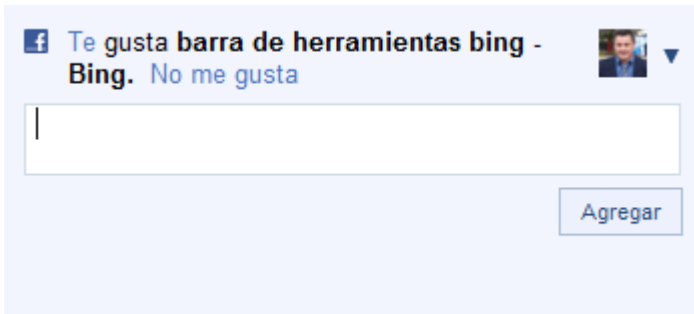 Te gusta barra de herramientas bing -
Bing. No me gusta
Agregar